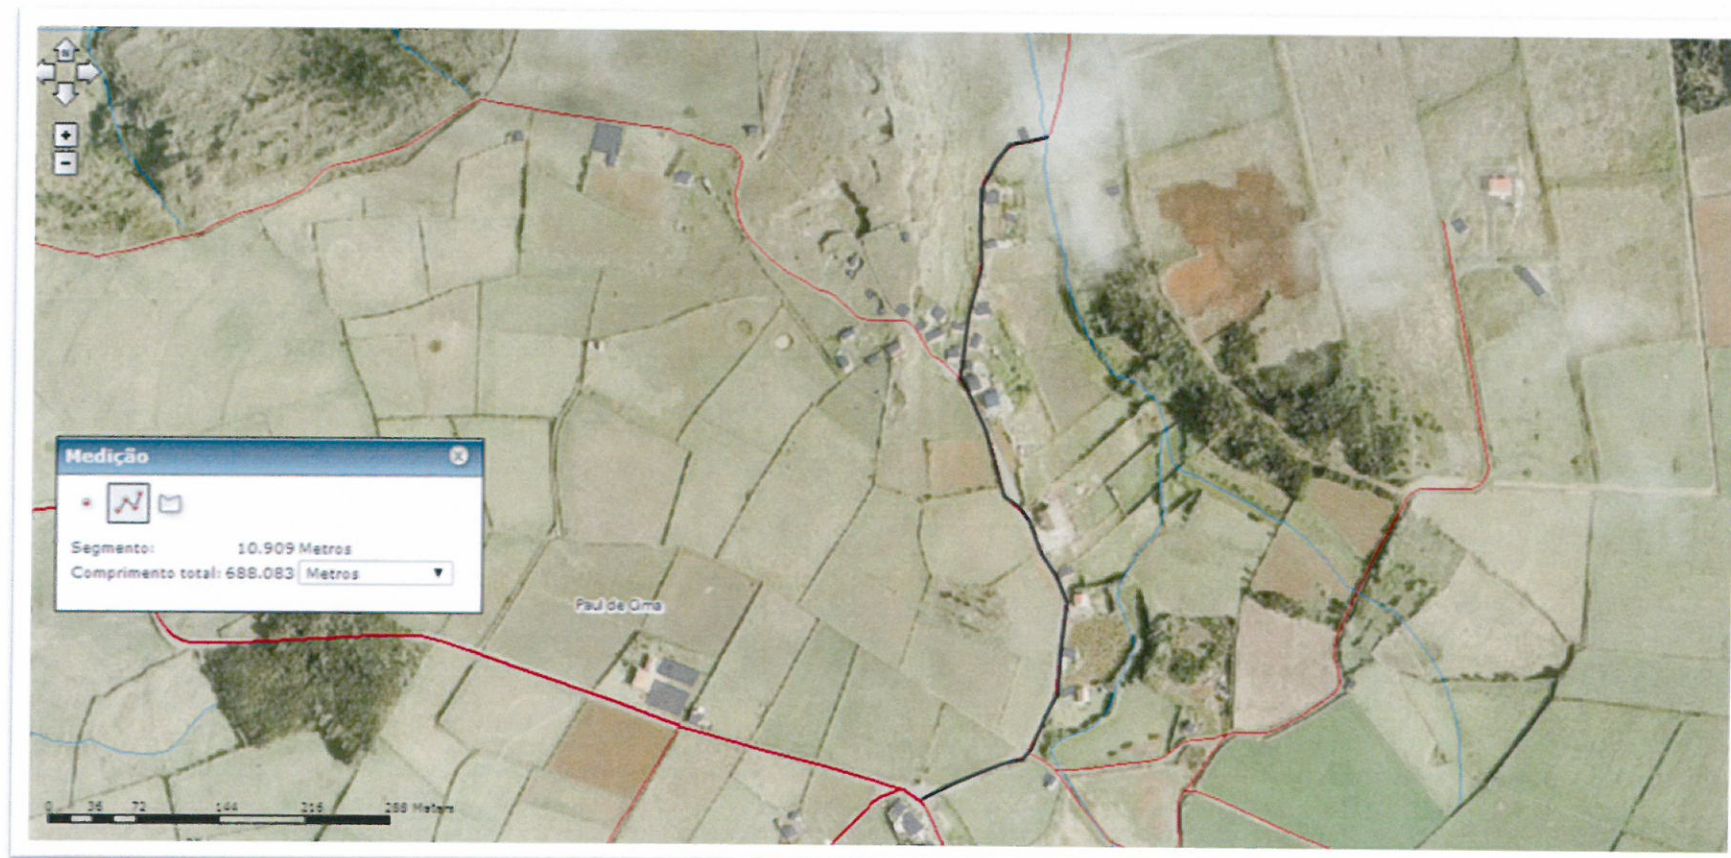 N
Medição
Segmento: 10.909 Metros
Comprimento total: 688.083 Metros
Paul de Cima
0 36 72 144 216 288 Meters